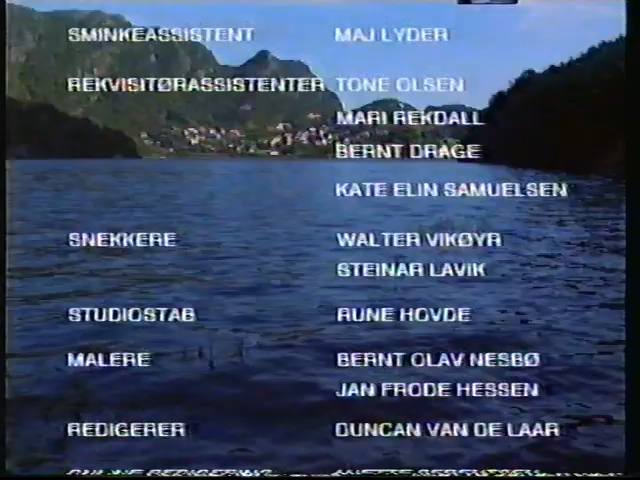 SMINKEASSISTENT MAJ LYDER
REKVISITØRASSISTENTER TONE OLSEN
MARI REKDALL
BERNT DRAGE
KATE ELIN SAMUELSEN
SNEKKERE WALTER VIKØYR
STEINAR LAVIK
STUDIOSTAB RUNE HOVDE
MALERE BERNT OLAV NESBØ
JAN FRODE HESSEN
REDIGERER DUNCAN VAN DE LAAR